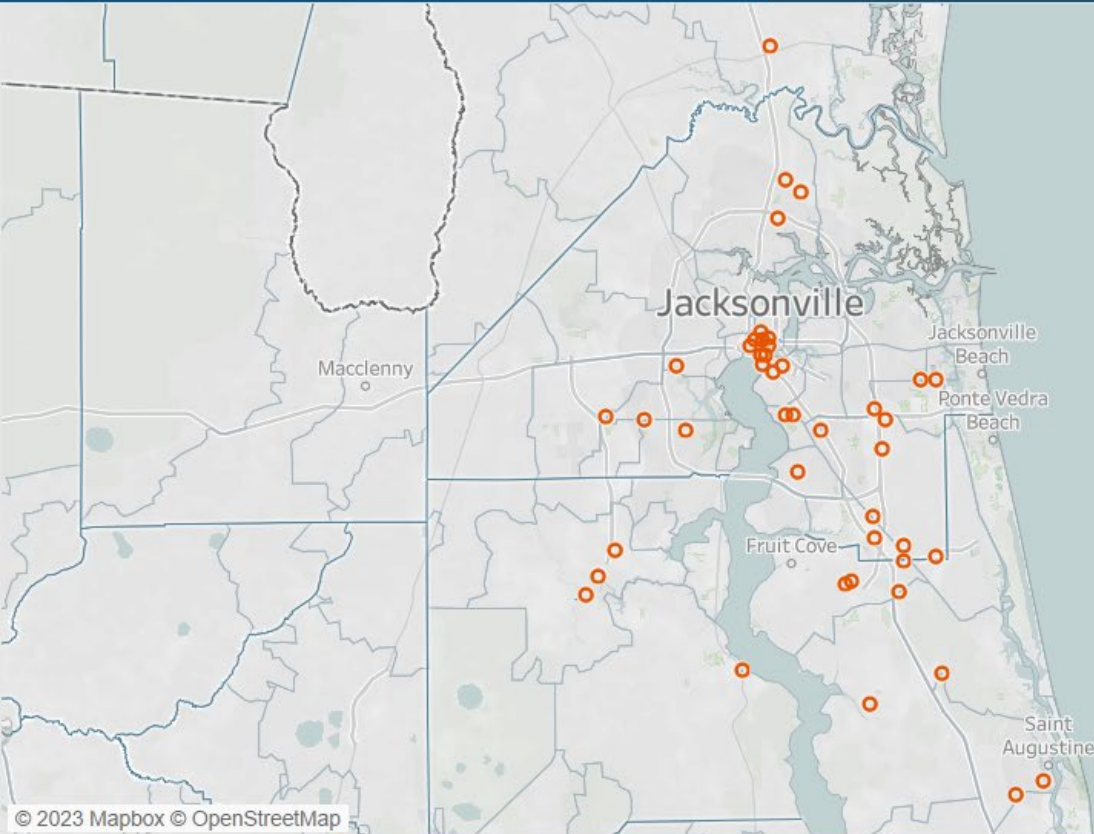 Jacksonville
Jacksonville
Beach
Macclenny
Ponte Vedra
Beach
Fruit Cove
Saint
Augustine
© 2023 Mapbox © OpenStreetMap